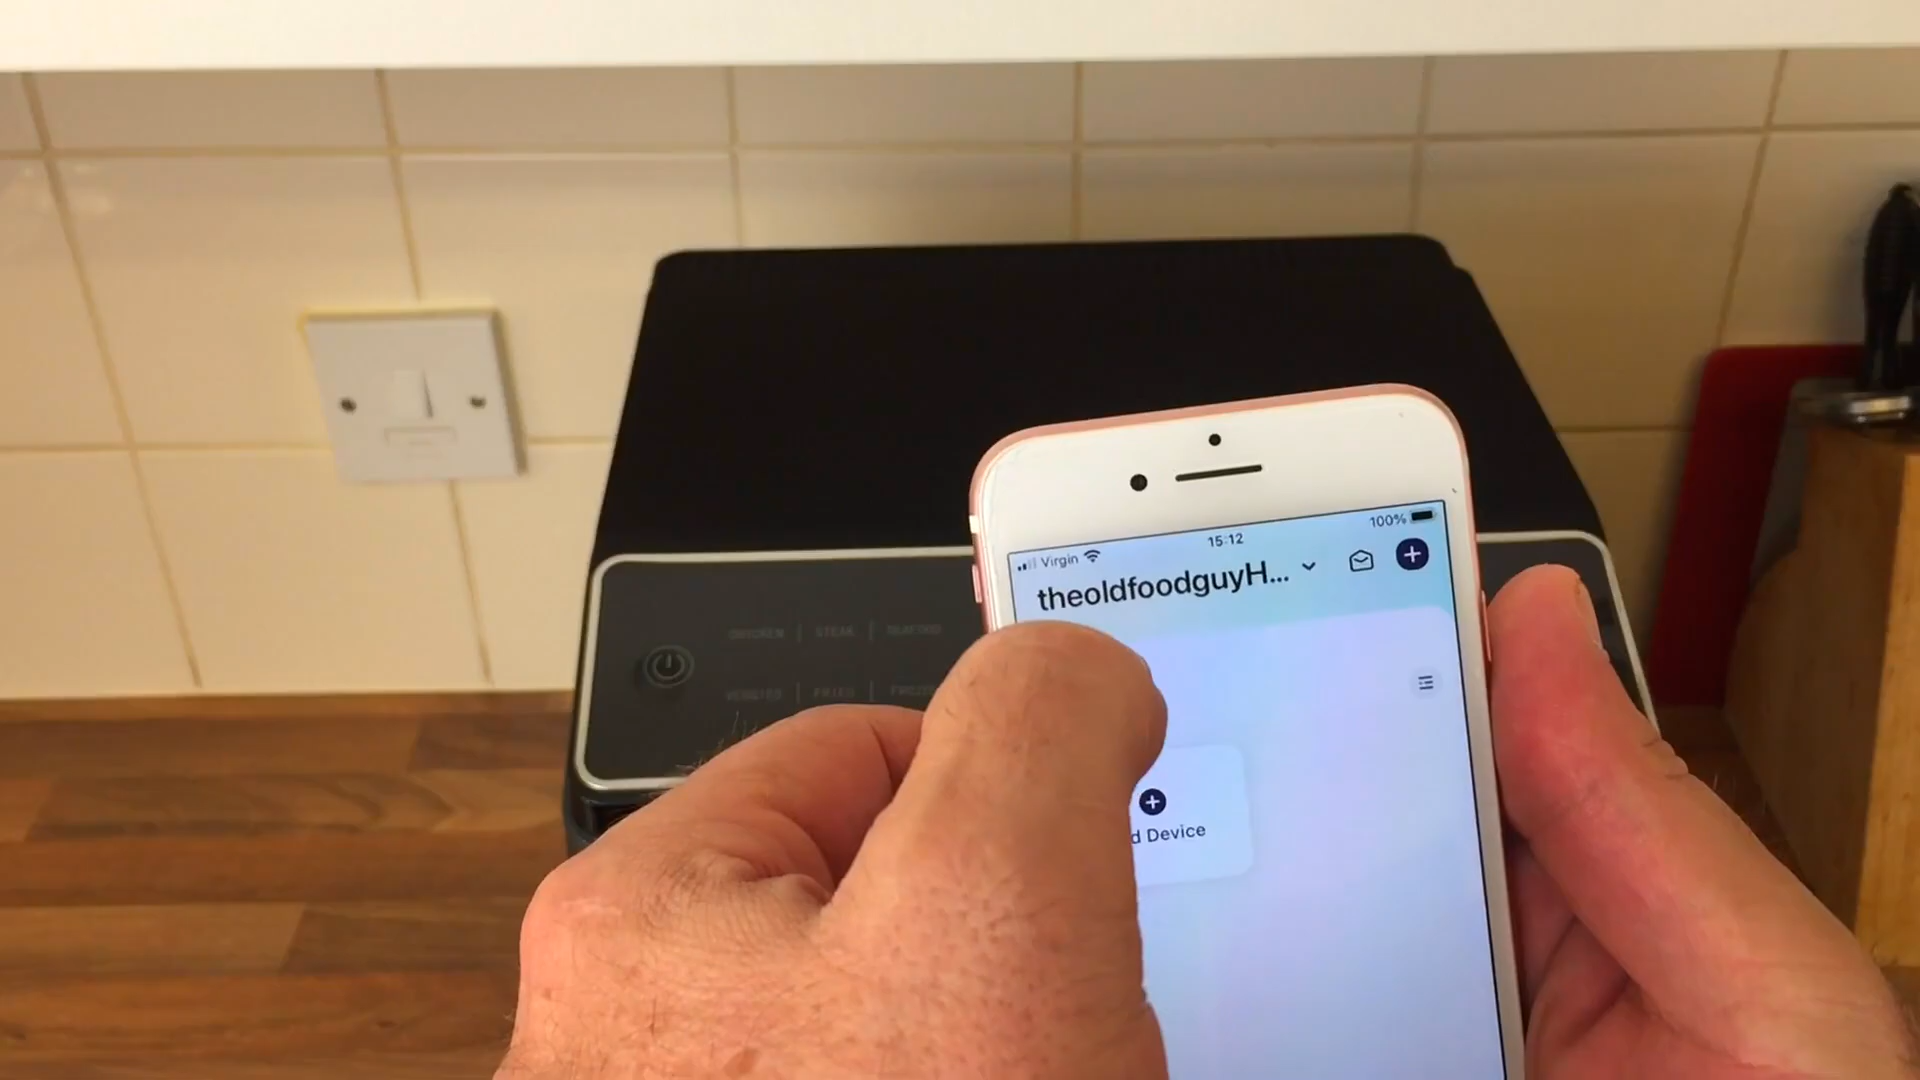 Virgin
15:12
100%
theoldfoodguyH...
CHICKEN | STEAK | SEAFOOD
VEGGIES | FRIES
d Device